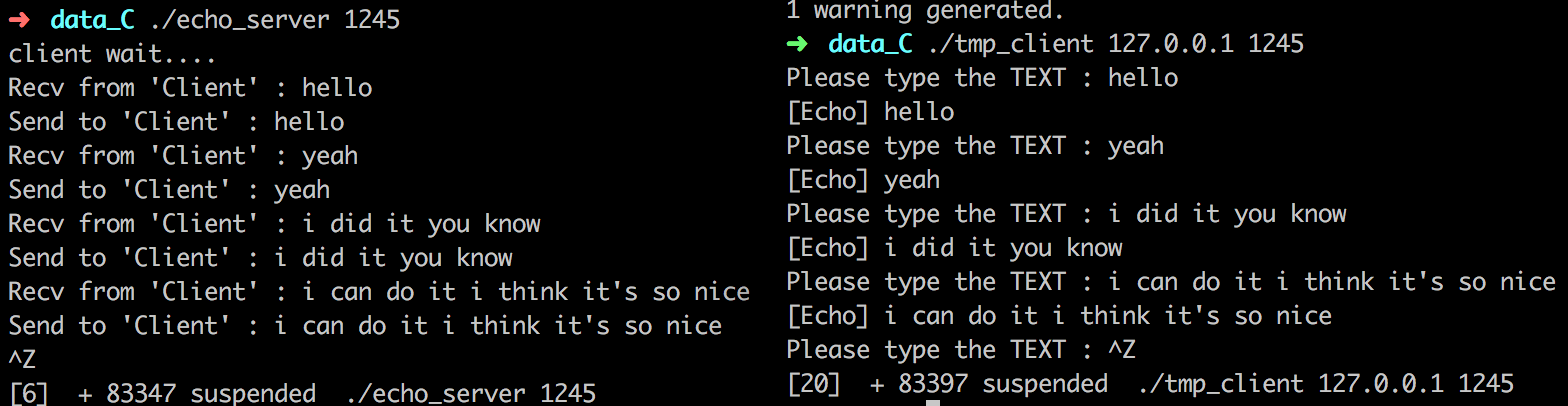 ➜  data_C ./echo_server 1245
client wait....
Recv from 'Client' : hello
Send to 'Client' : hello
Recv from 'Client' : yeah
Send to 'Client' : yeah
Recv from 'Client' : i did it you know
Send to 'Client' : i did it you know
Recv from 'Client' : i can do it i think it's so nice
Send to 'Client' : i can do it i think it's so nice
^Z
[6]  + 83347 suspended  ./echo_server 1245
1 warning generated.
➜  data_C ./tmp_client 127.0.0.1 1245
Please type the TEXT : hello
[Echo] hello
Please type the TEXT : yeah
[Echo] yeah
Please type the TEXT : i did it you know
[Echo] i did it you know
Please type the TEXT : i can do it i think it's so nice
[Echo] i can do it i think it's so nice
Please type the TEXT : ^Z
[20]  + 83397 suspended  ./tmp_client 127.0.0.1 1245